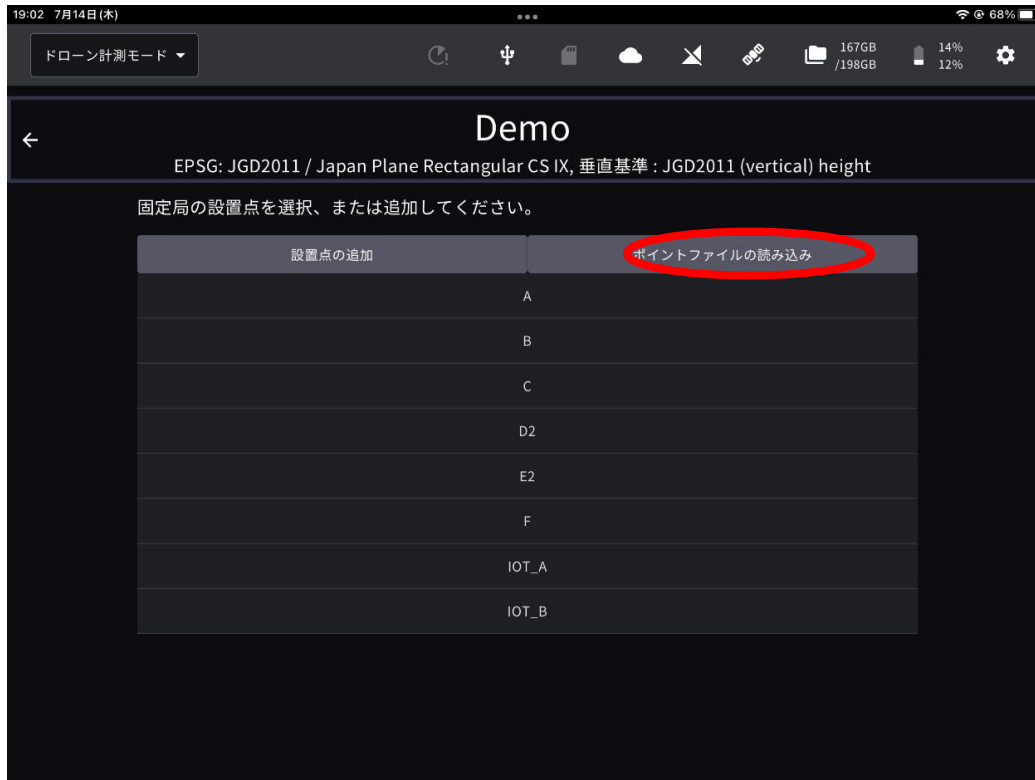 19:02 7月14日(木)
68%
ドローン計測モード
167GB
/198GB
14%
12%
Demo
EPSG: JGD2011 / Japan Plane Rectangular CS IX, 垂直基準 : JGD2011 (vertical) height
固定局の設置点を選択、または追加してください。
設置点の追加
ポイントファイルの読み込み
A
B
C
D2
E2
F
IOT_A
IOT_B